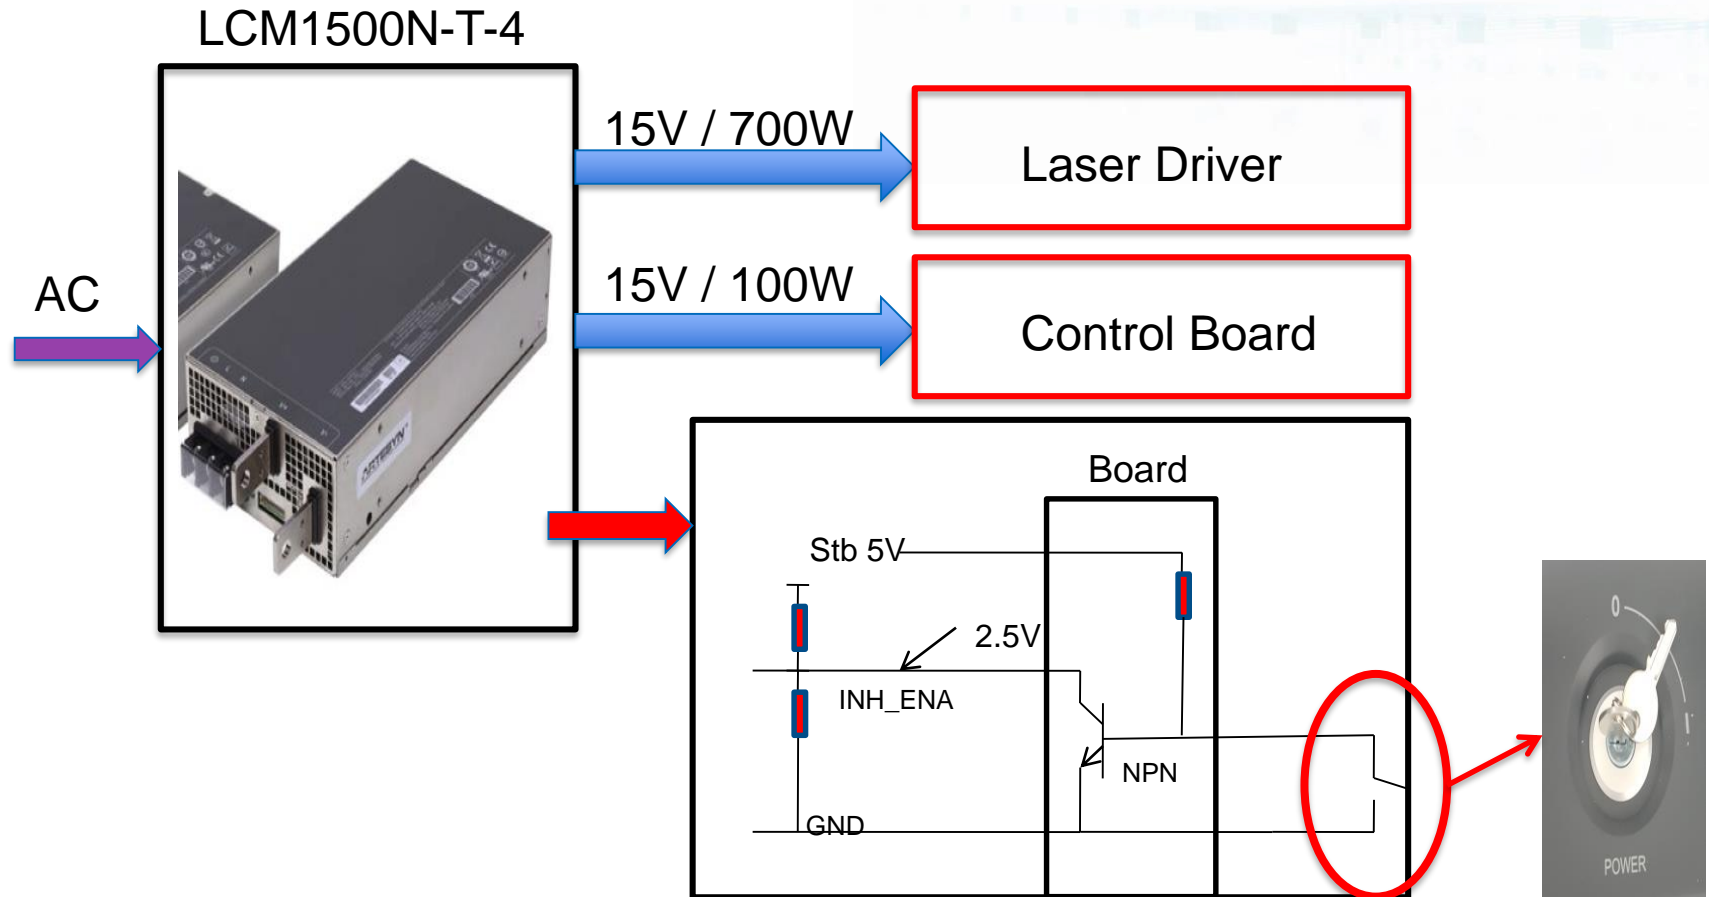 LCM1500N-T-4
15V / 700W
Laser Driver
AC
15V / 100W
Control Board
ARTESYN
Board
Stb 5V
2.5V
INH_ENA
NPN
GND
0
POWER